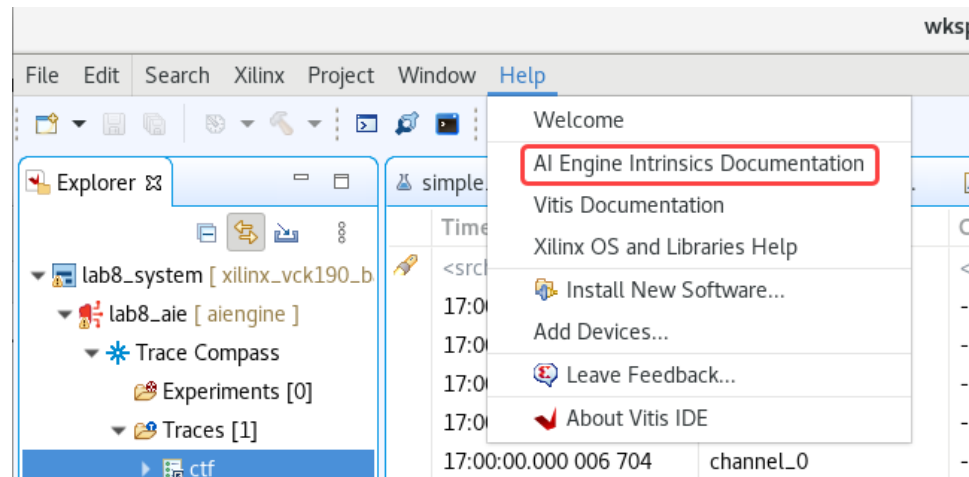 wksp
File Edit Search Xilinx Project Window Help
Welcome
AI Engine Intrinsics Documentation
Vitis Documentation
Xilinx OS and Libraries Help
Install New Software...
Add Devices...
Leave Feedback...
About Vitis IDE
Explorer
lab8_system [ xilinx_vck190_b
lab8_aie [ aiengine ]
Trace Compass
Experiments [0]
Traces [1]
ctf
simple.
Time
<srch
17:00
17:00
17:00
17:00
17:00:00.000 006 704 channel_0 -